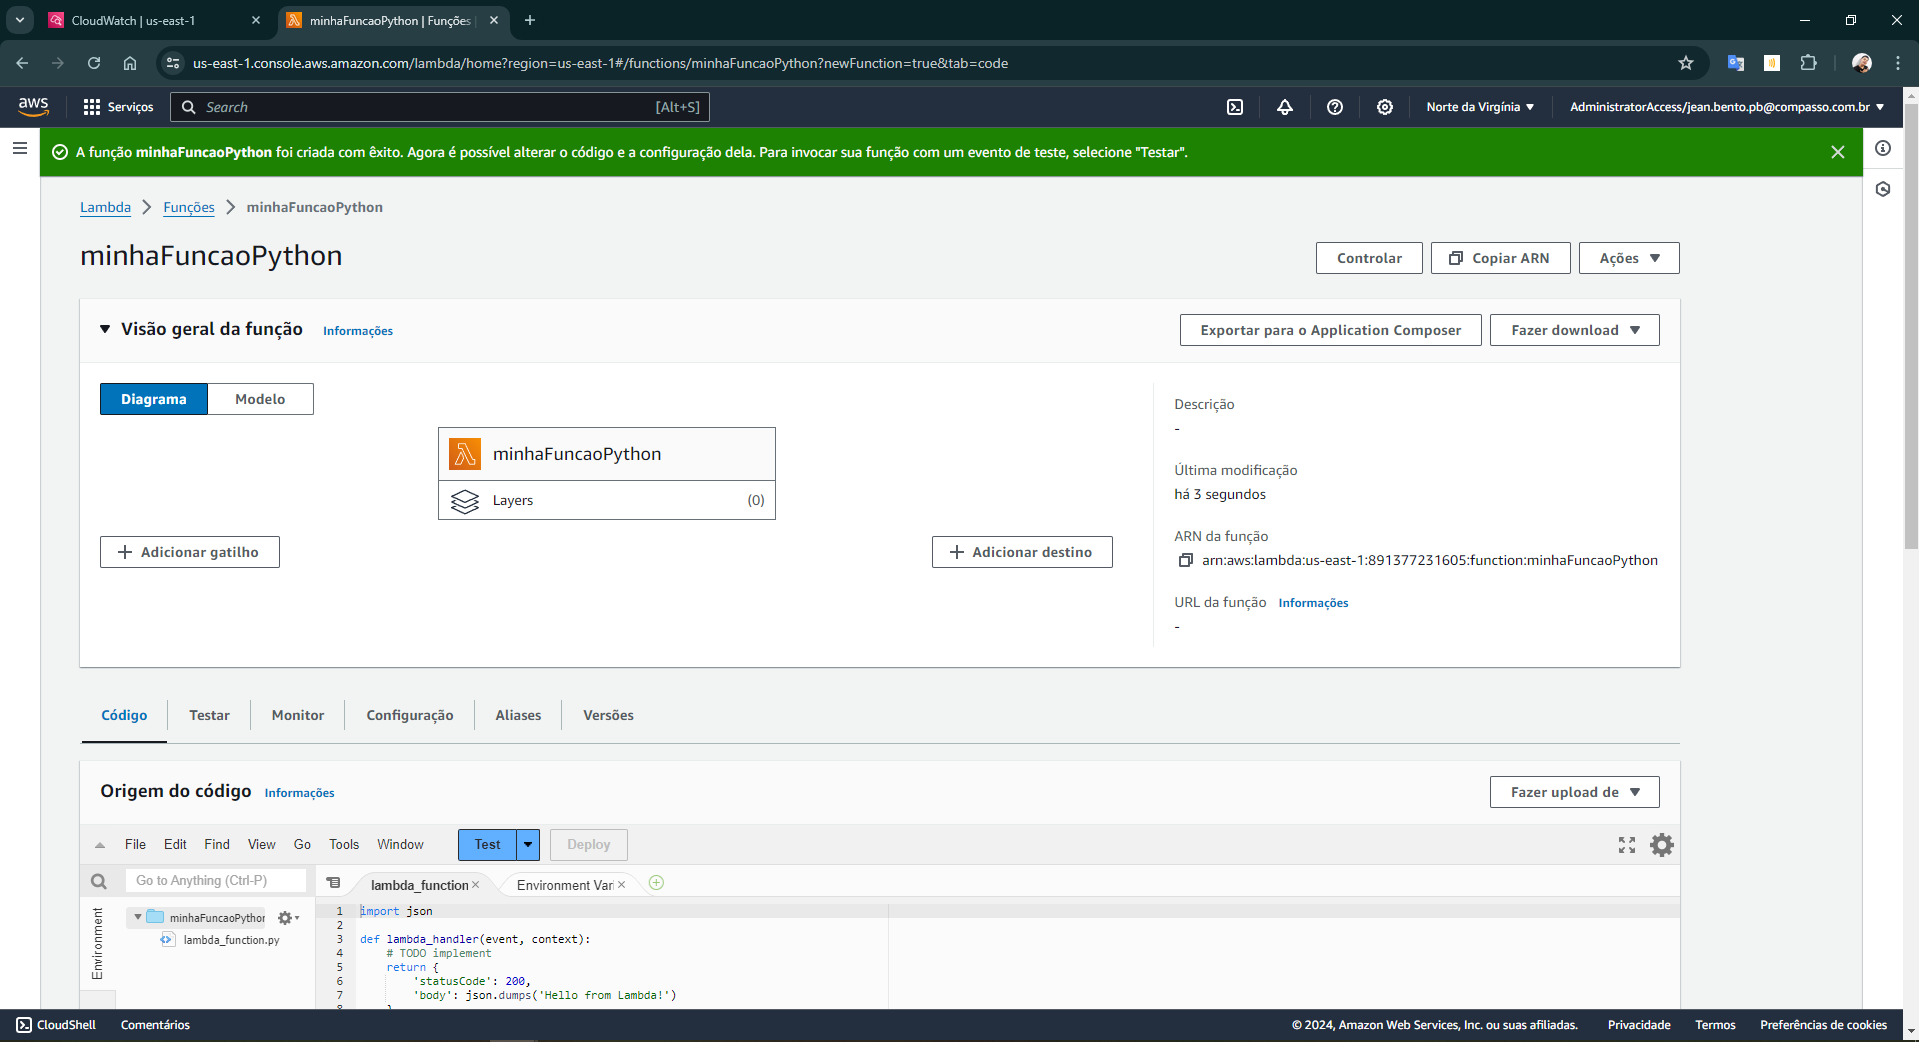 CloudWatch | us-east-1
minhaFuncaoPython | Funções
us-east-1.console.aws.amazon.com/lambda/home?region=us-east-1#/functions/minhaFuncaoPython?newFunction=true&tab=code
aws
Serviços
Search
[Alt+S]
Norte da Virgínia
AdministratorAccess/jean.bento.pb@compasso.com.br
A função minhaFuncaoPython foi criada com êxito. Agora é possível alterar o código e a configuração dela. Para invocar sua função com um evento de teste, selecione "Testar".
Lambda
Funções
minhaFuncaoPython
minhaFuncaoPython
Controlar
Copiar ARN
Ações
Visão geral da função
Informações
Exportar para o Application Composer
Fazer download
Diagrama
Modelo
minhaFuncaoPython
Layers
(0)
Adicionar gatilho
Adicionar destino
Descrição
-
Última modificação
há 3 segundos
ARN da função
arn:aws:lambda:us-east-1:891377231605:function:minhaFuncaoPython
URL da função
Informações
-
Código
Testar
Monitor
Configuração
Aliases
Versões
Origem do código
Informações
Fazer upload de
File
Edit
Find
View
Go
Tools
Window
Test
Deploy
Go to Anything (Ctrl-P)
lambda_function
Environment Vari
Environment
minhaFuncaoPython
lambda_function.py
1 import json
2
3 def lambda_handler(event, context):
4     # TODO implement
5     return {
6         'statusCode': 200,
7         'body': json.dumps('Hello from Lambda!')
8     }
CloudShell
Comentários
© 2024, Amazon Web Services, Inc. ou suas afiliadas.
Privacidade
Termos
Preferências de cookies